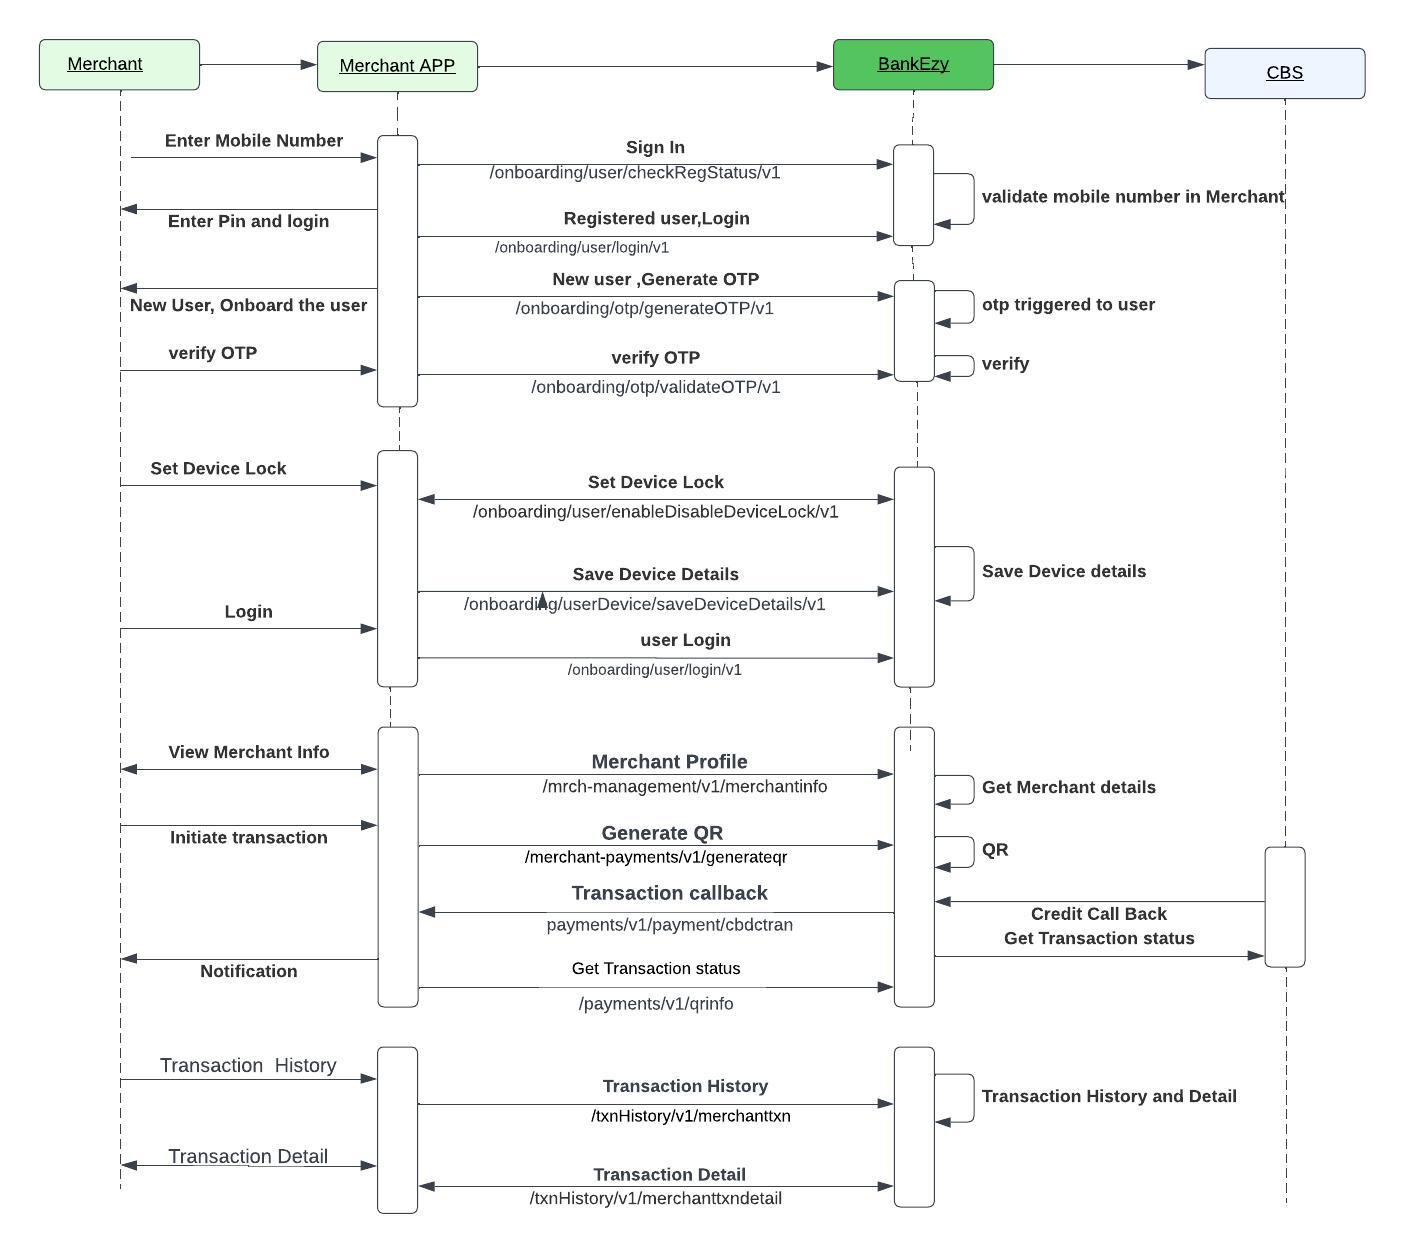 Merchant
Merchant APP
BankEzy
CBS
Enter Mobile Number
Sign In
/onboarding/user/checkRegStatus/v1
validate mobile number in Merchant
Enter Pin and login
Registered user,Login
/onboarding/user/login/v1
New user ,Generate OTP
/onboarding/otp/generateOTP/v1
otp triggered to user
New User, Onboard the user
verify OTP
verify OTP
/onboarding/otp/validateOTP/v1
verify
Set Device Lock
Set Device Lock
/onboarding/user/enableDisableDeviceLock/v1
Save Device Details
/onboarding/userDevice/saveDeviceDetails/v1
Save Device details
Login
user Login
/onboarding/user/login/v1
View Merchant Info
Merchant Profile
/mrch-management/v1/merchantinfo
Get Merchant details
Initiate transaction
Generate QR
/merchant-payments/v1/generateqr
QR
Transaction callback
payments/v1/payment/cbdctran
Credit Call Back
Get Transaction status
Notification
Get Transaction status
/payments/v1/qrinfo
Transaction  History
Transaction History
/txnHistory/v1/merchanttxn
Transaction History and Detail
Transaction Detail
Transaction Detail
/txnHistory/v1/merchanttxndetail